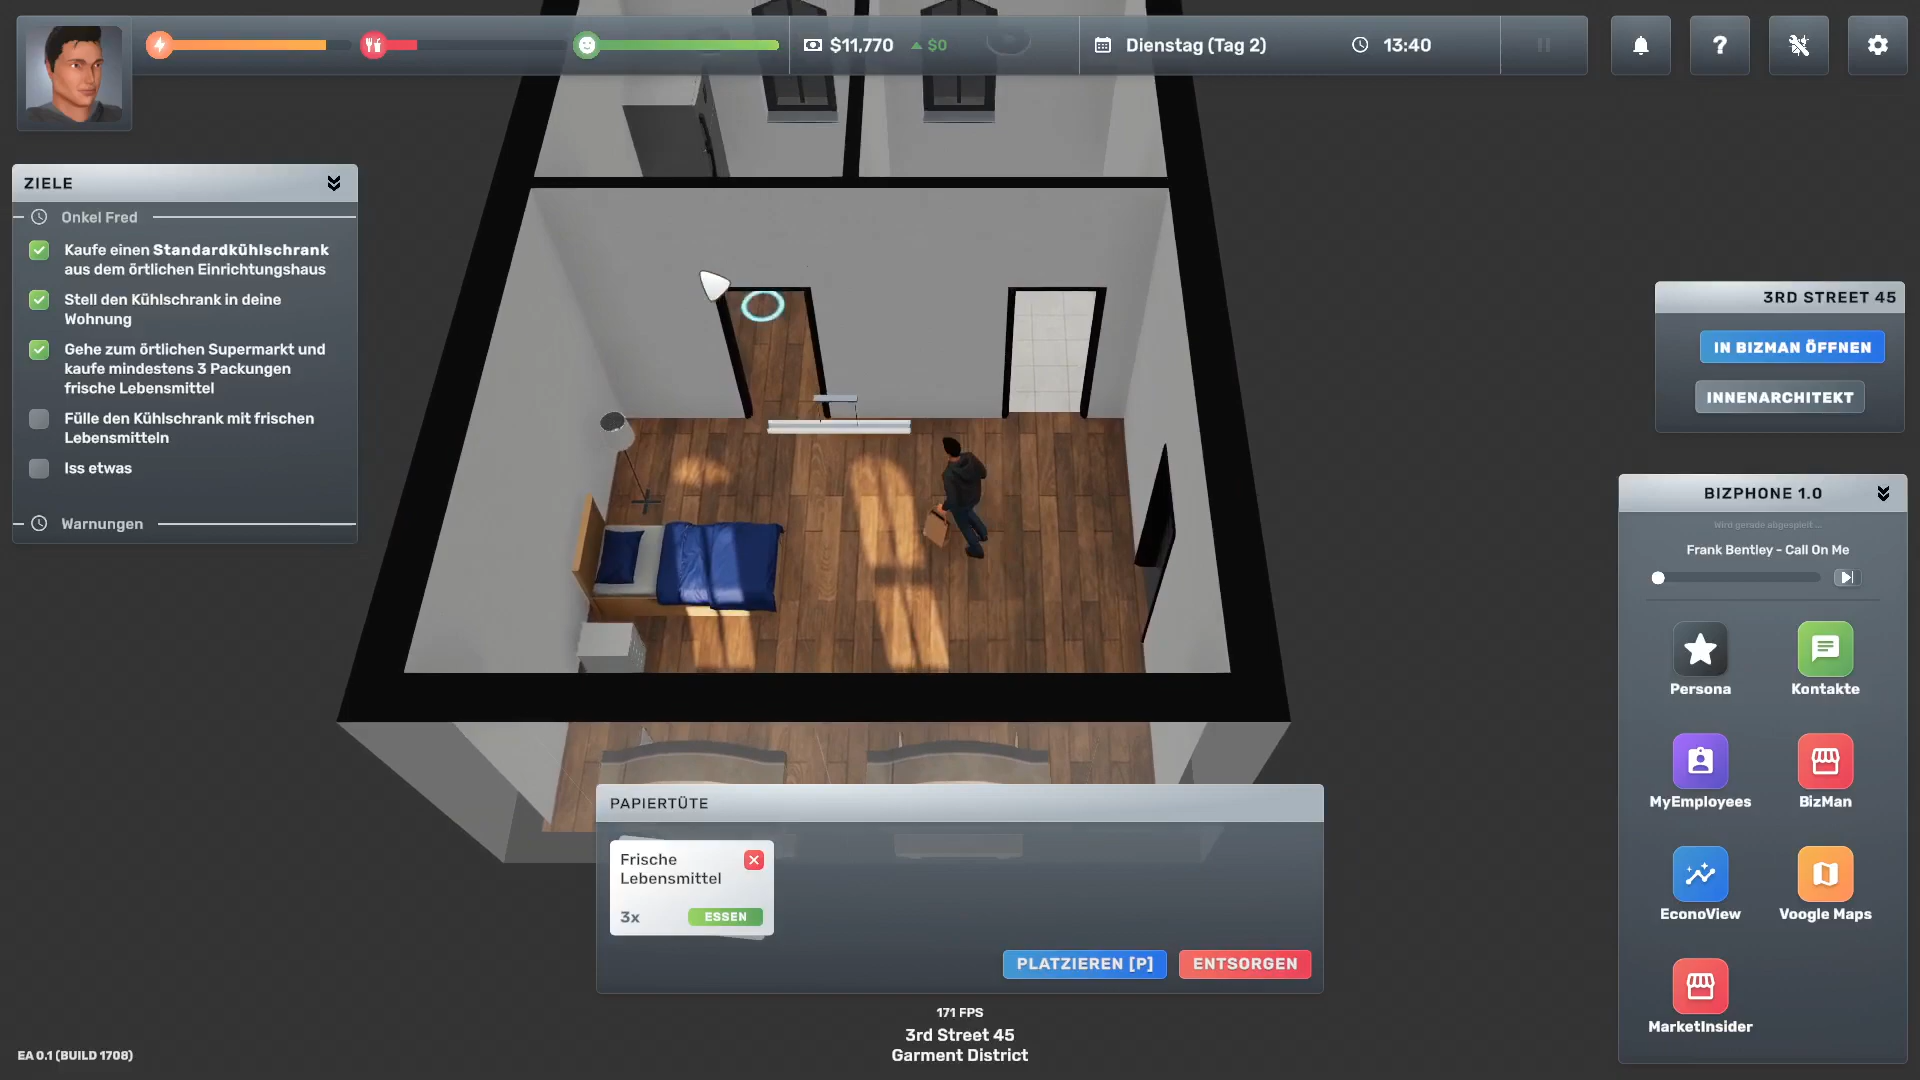 $11,770
$0
Dienstag (Tag 2)
13:40
?
ZIELE
Onkel Fred
Kaufe einen Standardkühlschrank
aus dem örtlichen Einrichtungshaus
Stell den Kühlschrank in deine
Wohnung
Gehe zum örtlichen Supermarkt und
kaufe mindestens 3 Packungen
frische Lebensmittel
Fülle den Kühlschrank mit frischen
Lebensmitteln
Iss etwas
Warnungen
3RD STREET 45
IN BIZMAN ÖFFNEN
INNENARCHITEKT
BIZPHONE 1.0
Wird gerade abgespielt ...
Frank Bentley - Call On Me
Persona
Kontakte
MyEmployees
BizMan
EconoView
Voogle Maps
MarketInsider
PAPIERTÜTE
Frische
Lebensmittel
3x
ESSEN
PLATZIEREN [P]
ENTSORGEN
171 FPS
3rd Street 45
Garment District
EA 0.1 (BUILD 1708)